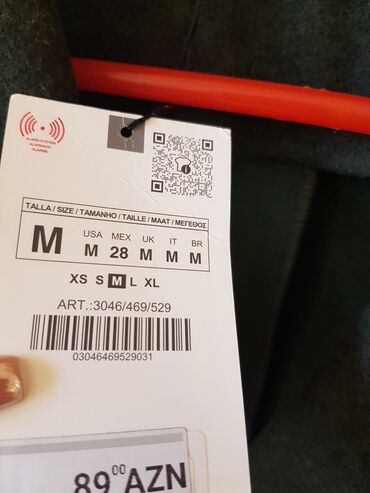 ALARM SYSTEM
ALARMADO
ALARME
TALLA / SIZE / TAMANHO / TAILLE / MAAT / ΜΕΓΕΘΟΣ
M
USA MEX UK IT BR
M 28 M M M
XS S M L XL
ART.:3046/469/529
03046469529031
89,00 AZN